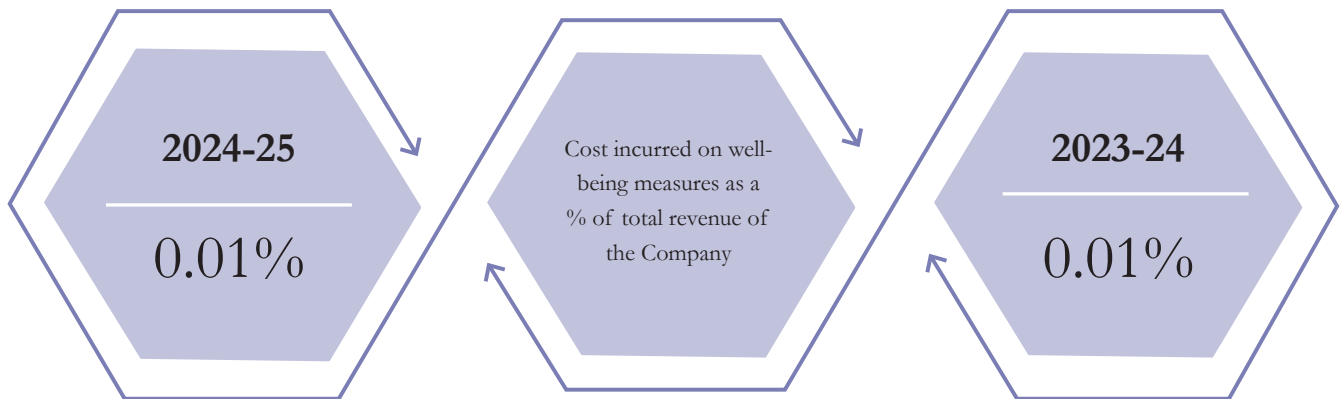 2024-25
0.01%
Cost incurred on well-
being measures as a
% of total revenue of
the Company
2023-24
0.01%